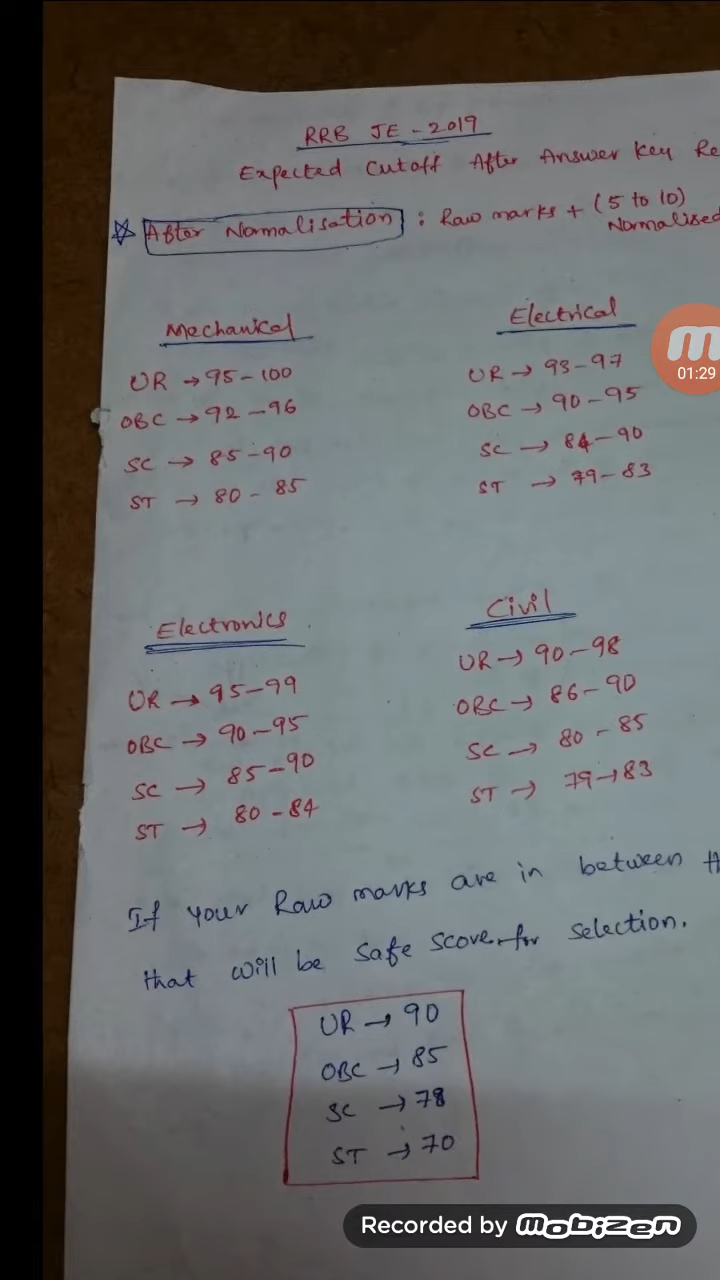 RRB JE - 2019
Expected Cutoff After Answer Key Re
☆ After Normalisation : Raw marks + (5 to 10)
Normalised
Mechanical
UR → 95-100
OBC → 92-96
SC → 85-90
ST → 80-85
Electrical
UR → 93-97
OBC → 90-95
SC → 84-90
ST → 79-83
m
01:29
Electronics
UR → 95-99
OBC → 90-95
SC → 85-90
ST → 80-84
Civil
UR → 90-98
OBC → 86-90
SC → 80-85
ST → 79→83
If your Raw marks are in between
that will be safe score for selection.
UR → 90
OBC → 85
SC → 78
ST → 70
Recorded by mobizen